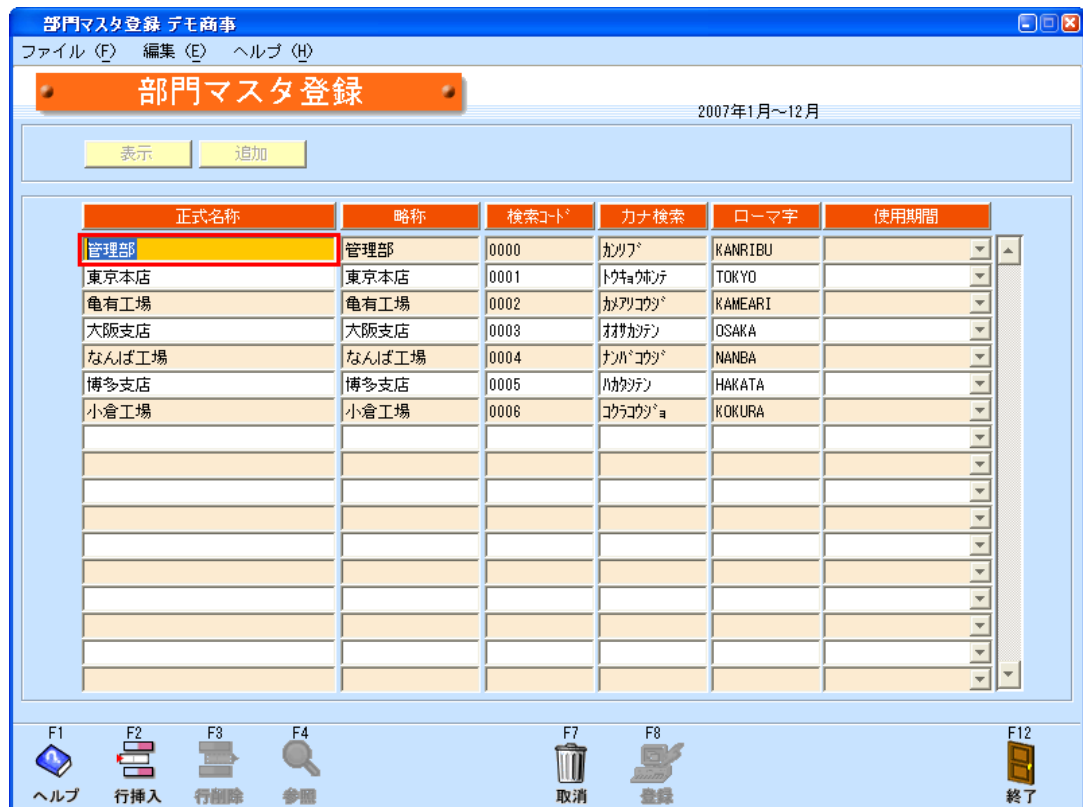 部門マスタ登録 デモ商事
ファイル (F) 編集 (E) ヘルプ (H)
部門マスタ登録
2007年1月～12月
表示 追加
正式名称 略称 検索ｺｰﾄﾞ カナ検索 ローマ字 使用期間
管理部 管理部 0000 ｶﾝﾘﾌﾞ KANRIBU
東京本店 東京本店 0001 ﾄｳｷｮｳﾎﾝﾃ TOKYO
亀有工場 亀有工場 0002 ｶﾒｱﾘｺｳｼﾞ KAMEARI
大阪支店 大阪支店 0003 ｵｵｻｶｼﾃﾝ OSAKA
なんば工場 なんば工場 0004 ﾅﾝﾊﾞｺｳｼﾞ NANBA
博多支店 博多支店 0005 ﾊｶﾀｼﾃﾝ HAKATA
小倉工場 小倉工場 0006 ｺｸﾗｺｳｼﾞｮ KOKURA
F1 F2 F3 F4 F7 F8 F12
ヘルプ 行挿入 行削除 参照 取消 登録 終了